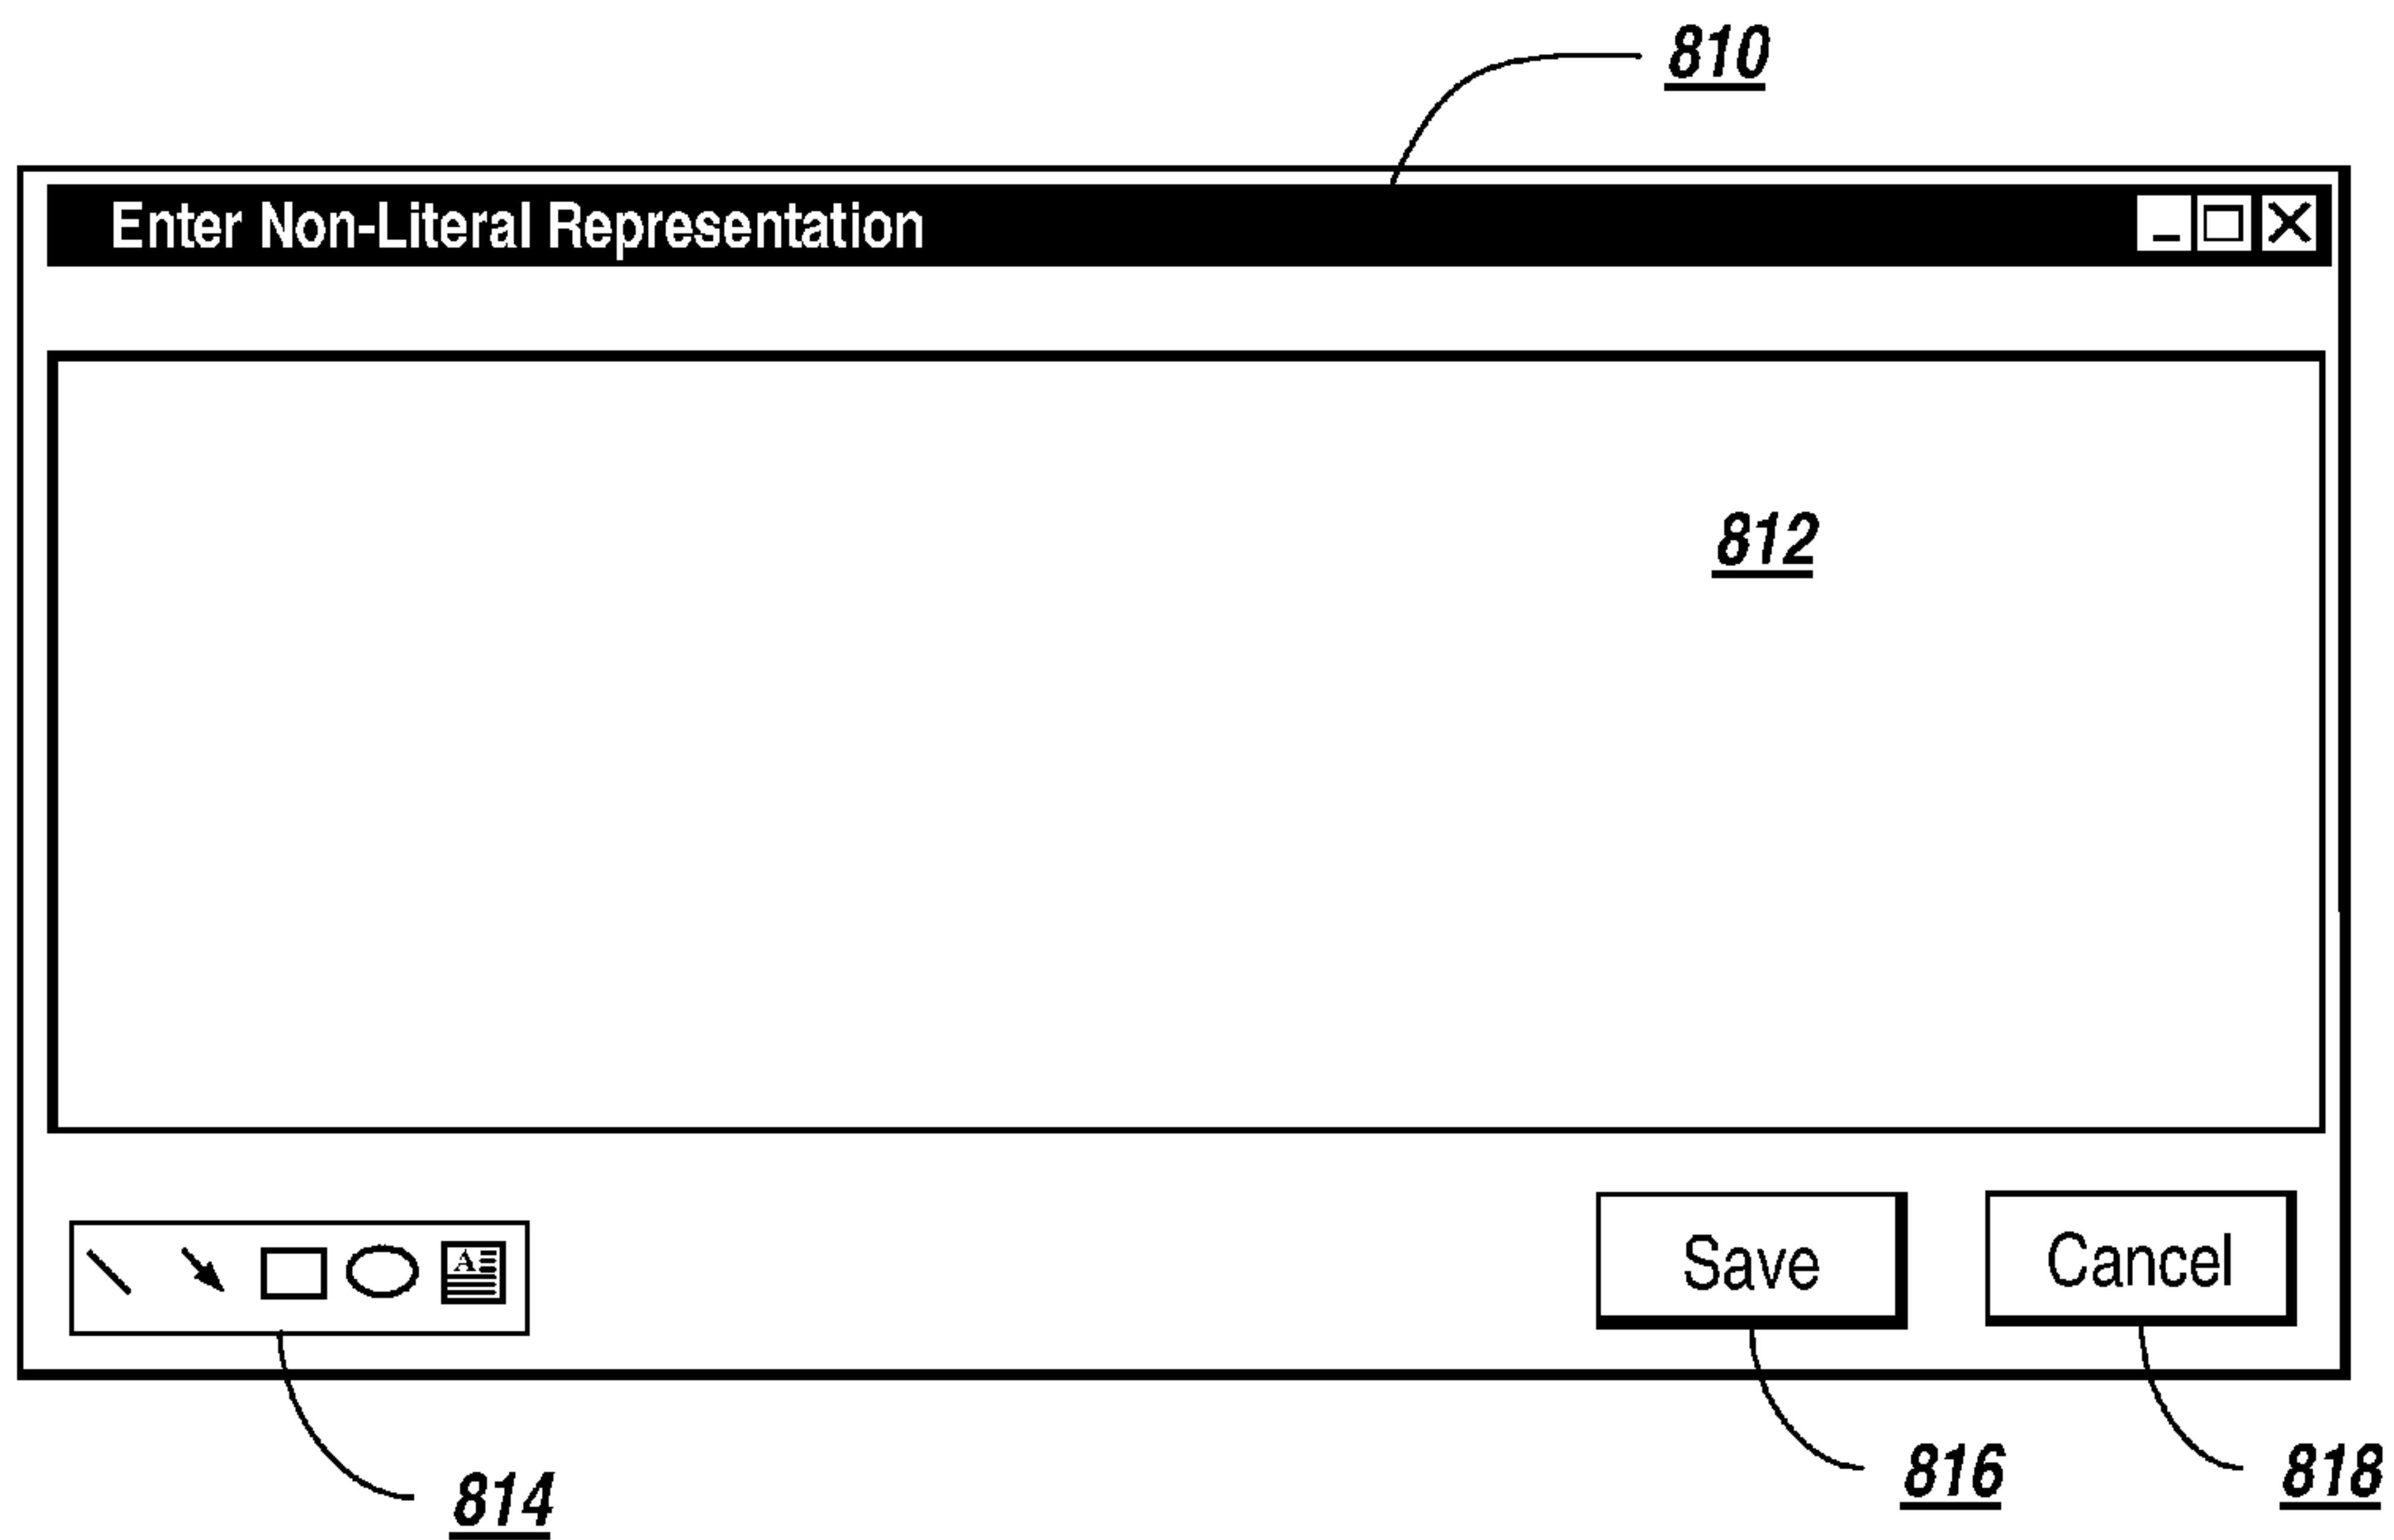 810
Enter Non-Literal Representation
812
A
Save
Cancel
814
816
818